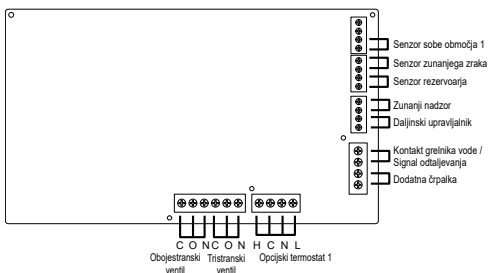 Senzor sobe območja 1
Senzor zunanjega zraka
Senzor rezervoarja
Zunanji nadzor
Daljinski upravljalnik
Kontakt grelnika vode /
Signal odtaljevanja
Dodatna črpalka
C O N C O N H C N L
Obojestranski Tristranski Opcijski termostat 1
ventil ventil